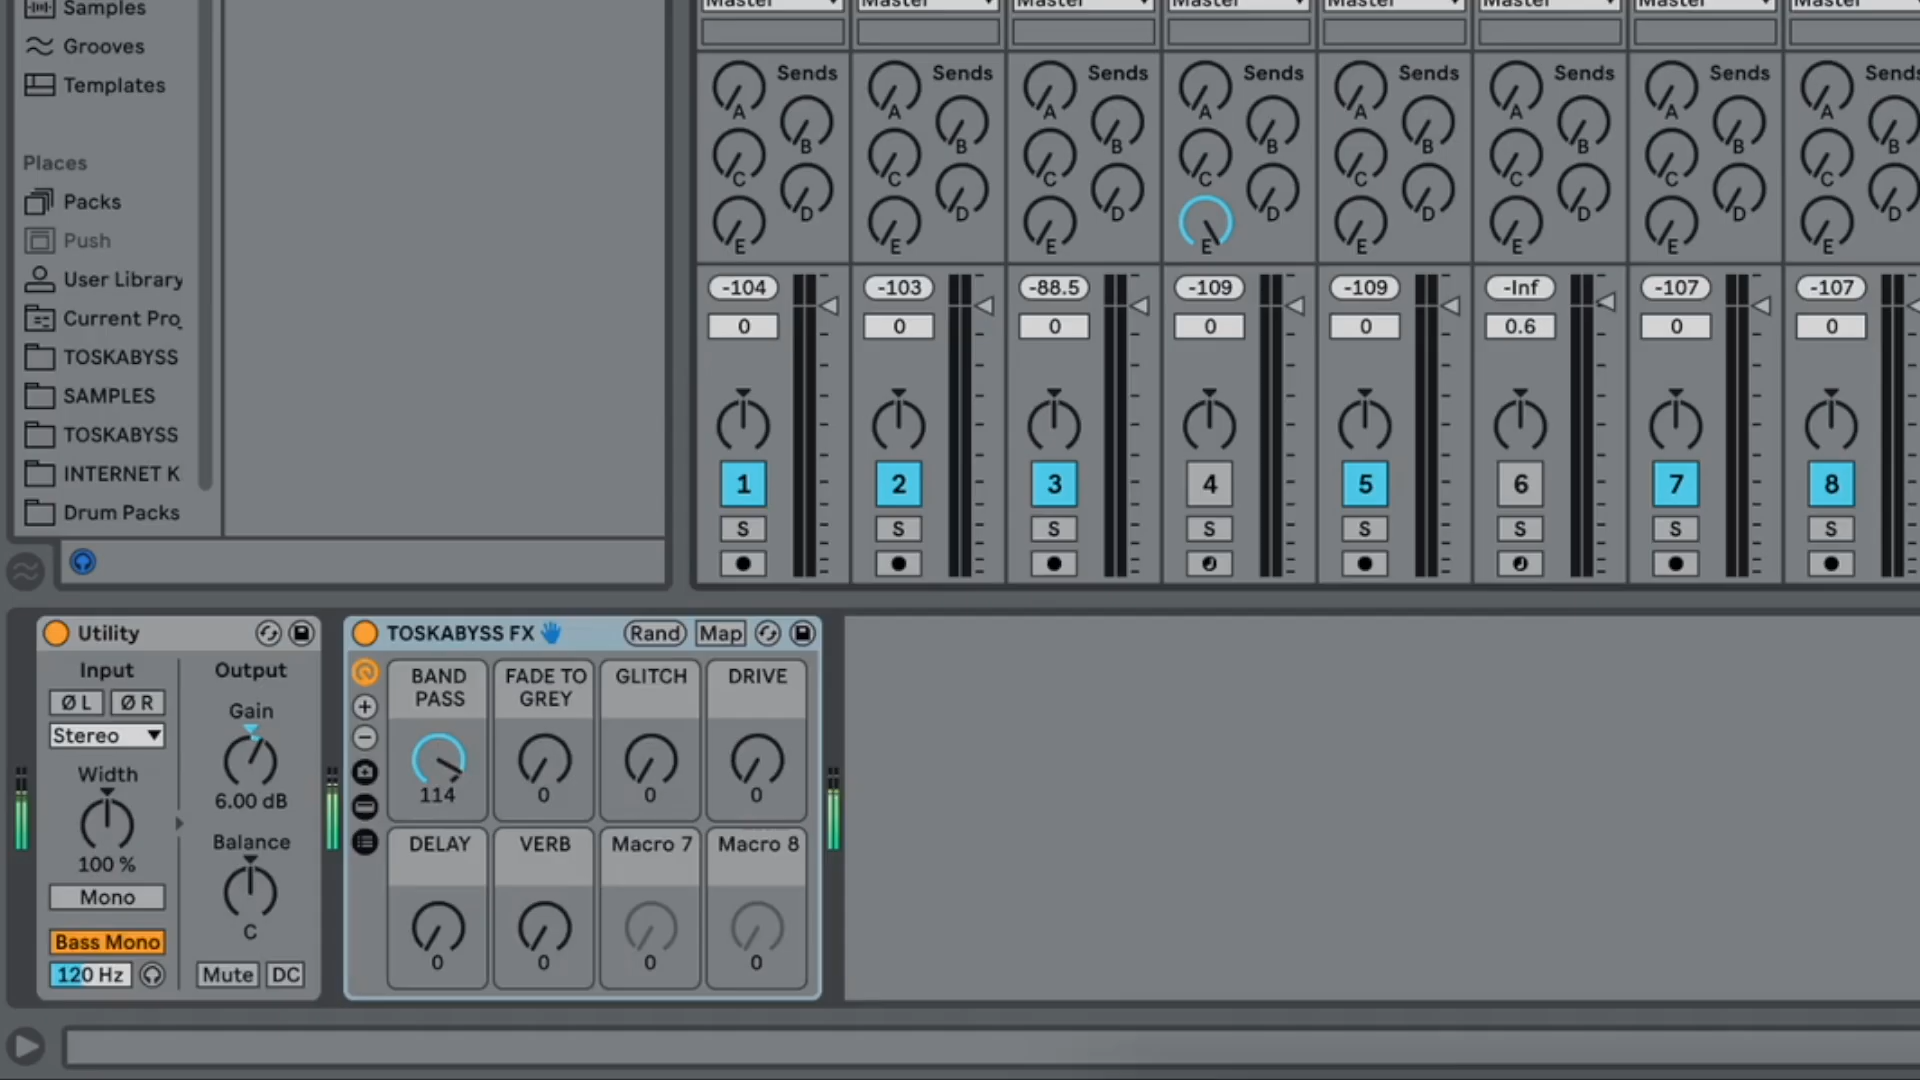 Samples
Grooves
Templates
Places
Packs
Push
User Library
Current Pro
TOSKABYSS
SAMPLES
TOSKABYSS
INTERNET K
Drum Packs
Master Master Master Master Master Master Master Master
Sends Sends Sends Sends Sends Sends Sends Sends
A A A A A A A A
B B B B B B B B
C C C C C C C C
D D D D D D D D
E E E E E E E E
-104 -103 -88.5 -109 -109 -Inf -107 -107
0 0 0 0 0 0.6 0 0
1 2 3 4 5 6 7 8
S S S S S S S S
Utility
Input Output
Ø L Ø R
Gain
Stereo
Width
6.00 dB
Balance
100 %
Mono
C
Bass Mono
120 Hz Mute DC
TOSKABYSS FX Rand Map
BAND PASS
FADE TO GREY
GLITCH
DRIVE
114 0 0 0
DELAY VERB Macro 7 Macro 8
0 0 0 0